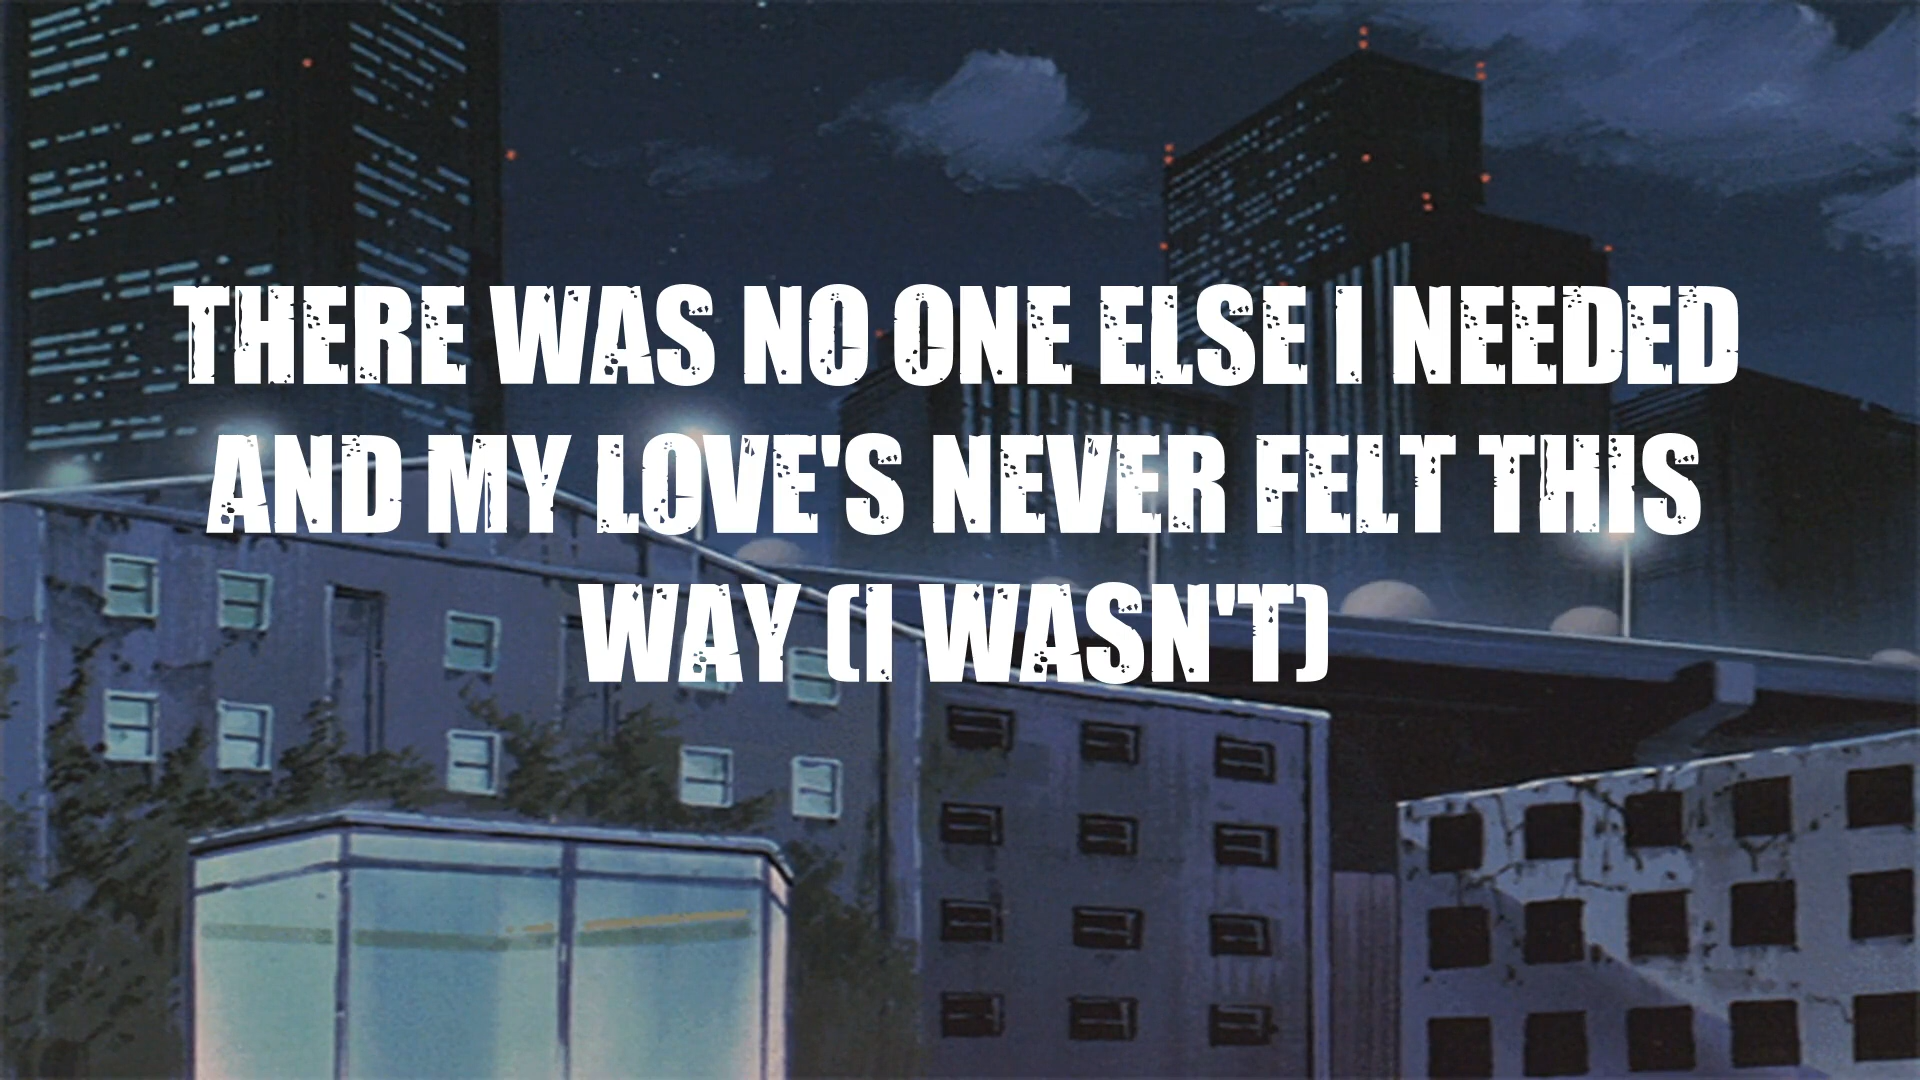 THERE WAS NO ONE ELSE I NEEDED
AND MY LOVE'S NEVER FELT THIS
WAY (I WASN'T)